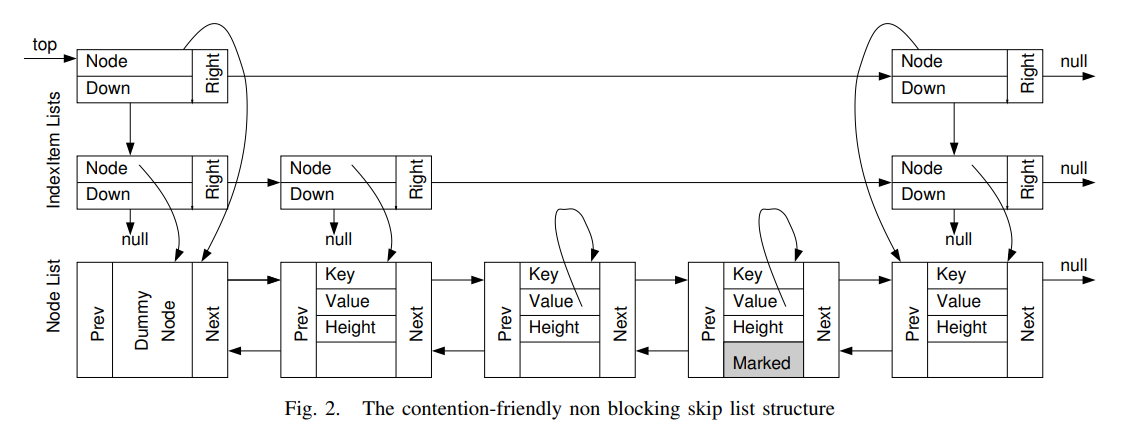 top
Node
Down
Right
Node
Down
Right
null
IndexItem Lists
Node
Down
Right
Node
Down
Right
Node
Down
Right
null
null
null
null
Node List
Prev
Dummy
Node
Next
Prev
Key
Value
Height
Next
Prev
Key
Value
Height
Next
Prev
Key
Value
Height
Marked
Next
Prev
Key
Value
Height
Next
null
Fig. 2. The contention-friendly non blocking skip list structure